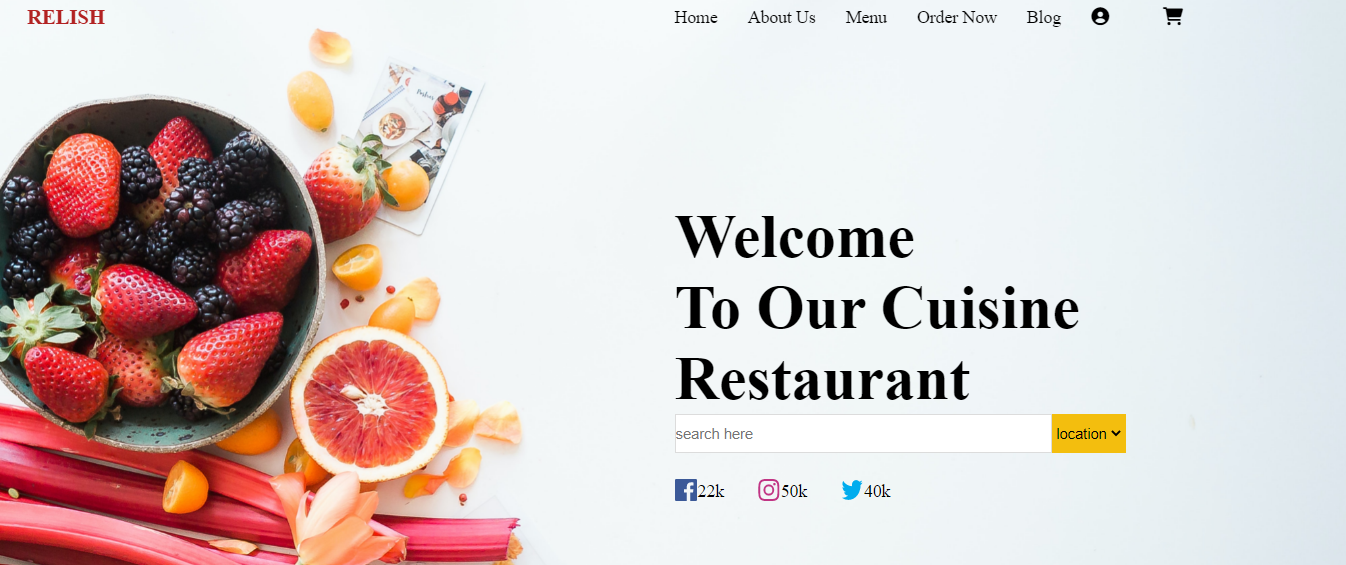 RELISH
Home About Us Menu Order Now Blog
Welcome
To Our Cuisine
Restaurant
search here location
22k 50k 40k